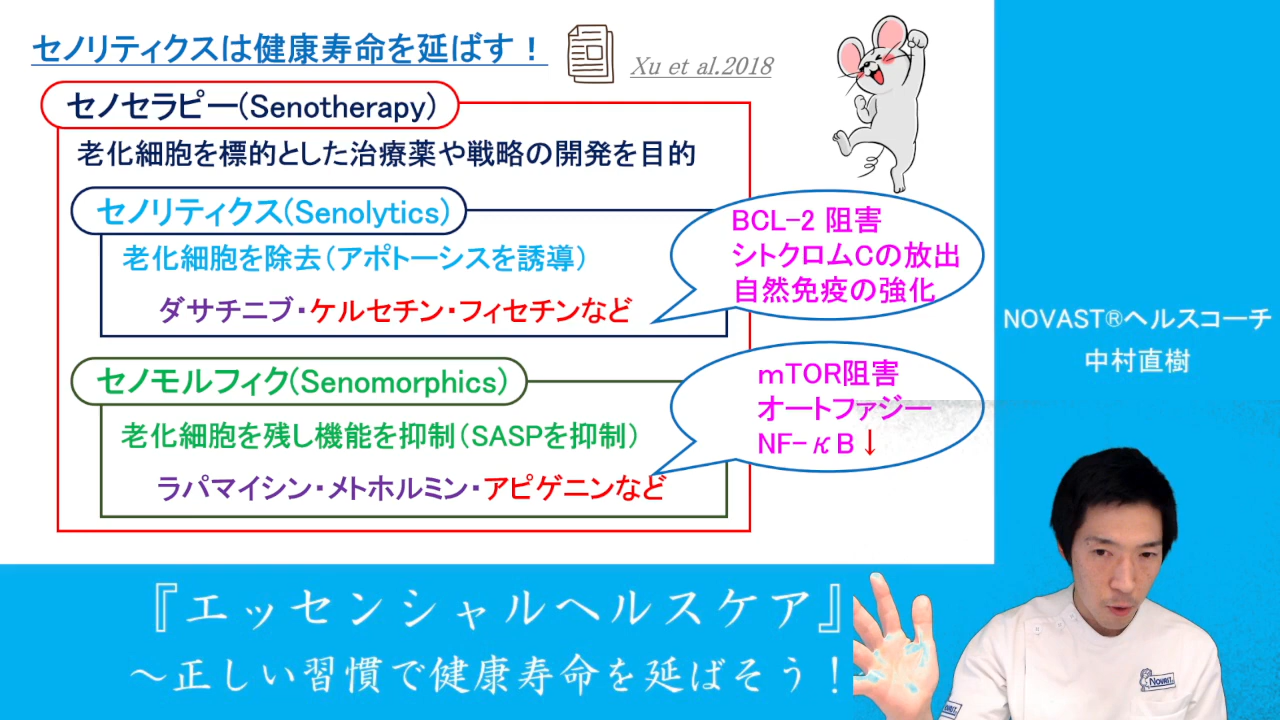 セノリティクスは健康寿命を延ばす！
Xu et al.2018
セノセラピー(Senotherapy)
老化細胞を標的とした治療薬や戦略の開発を目的
セノリティクス(Senolytics)
老化細胞を除去(アポトーシスを誘導)
ダサチニブ・ケルセチン・フィセチンなど
BCL-2 阻害
シトクロムCの放出
自然免疫の強化
セノモルフィク(Senomorphics)
老化細胞を残し機能を抑制(SASPを抑制)
ラパマイシン・メトホルミン・アピゲニンなど
mTOR阻害
オートファジー
NF-κB↓
NOVAST®ヘルスコーチ
中村直樹
『エッセンシャルヘルスケア』
～正しい習慣で健康寿命を延ばそう！
NOVAST